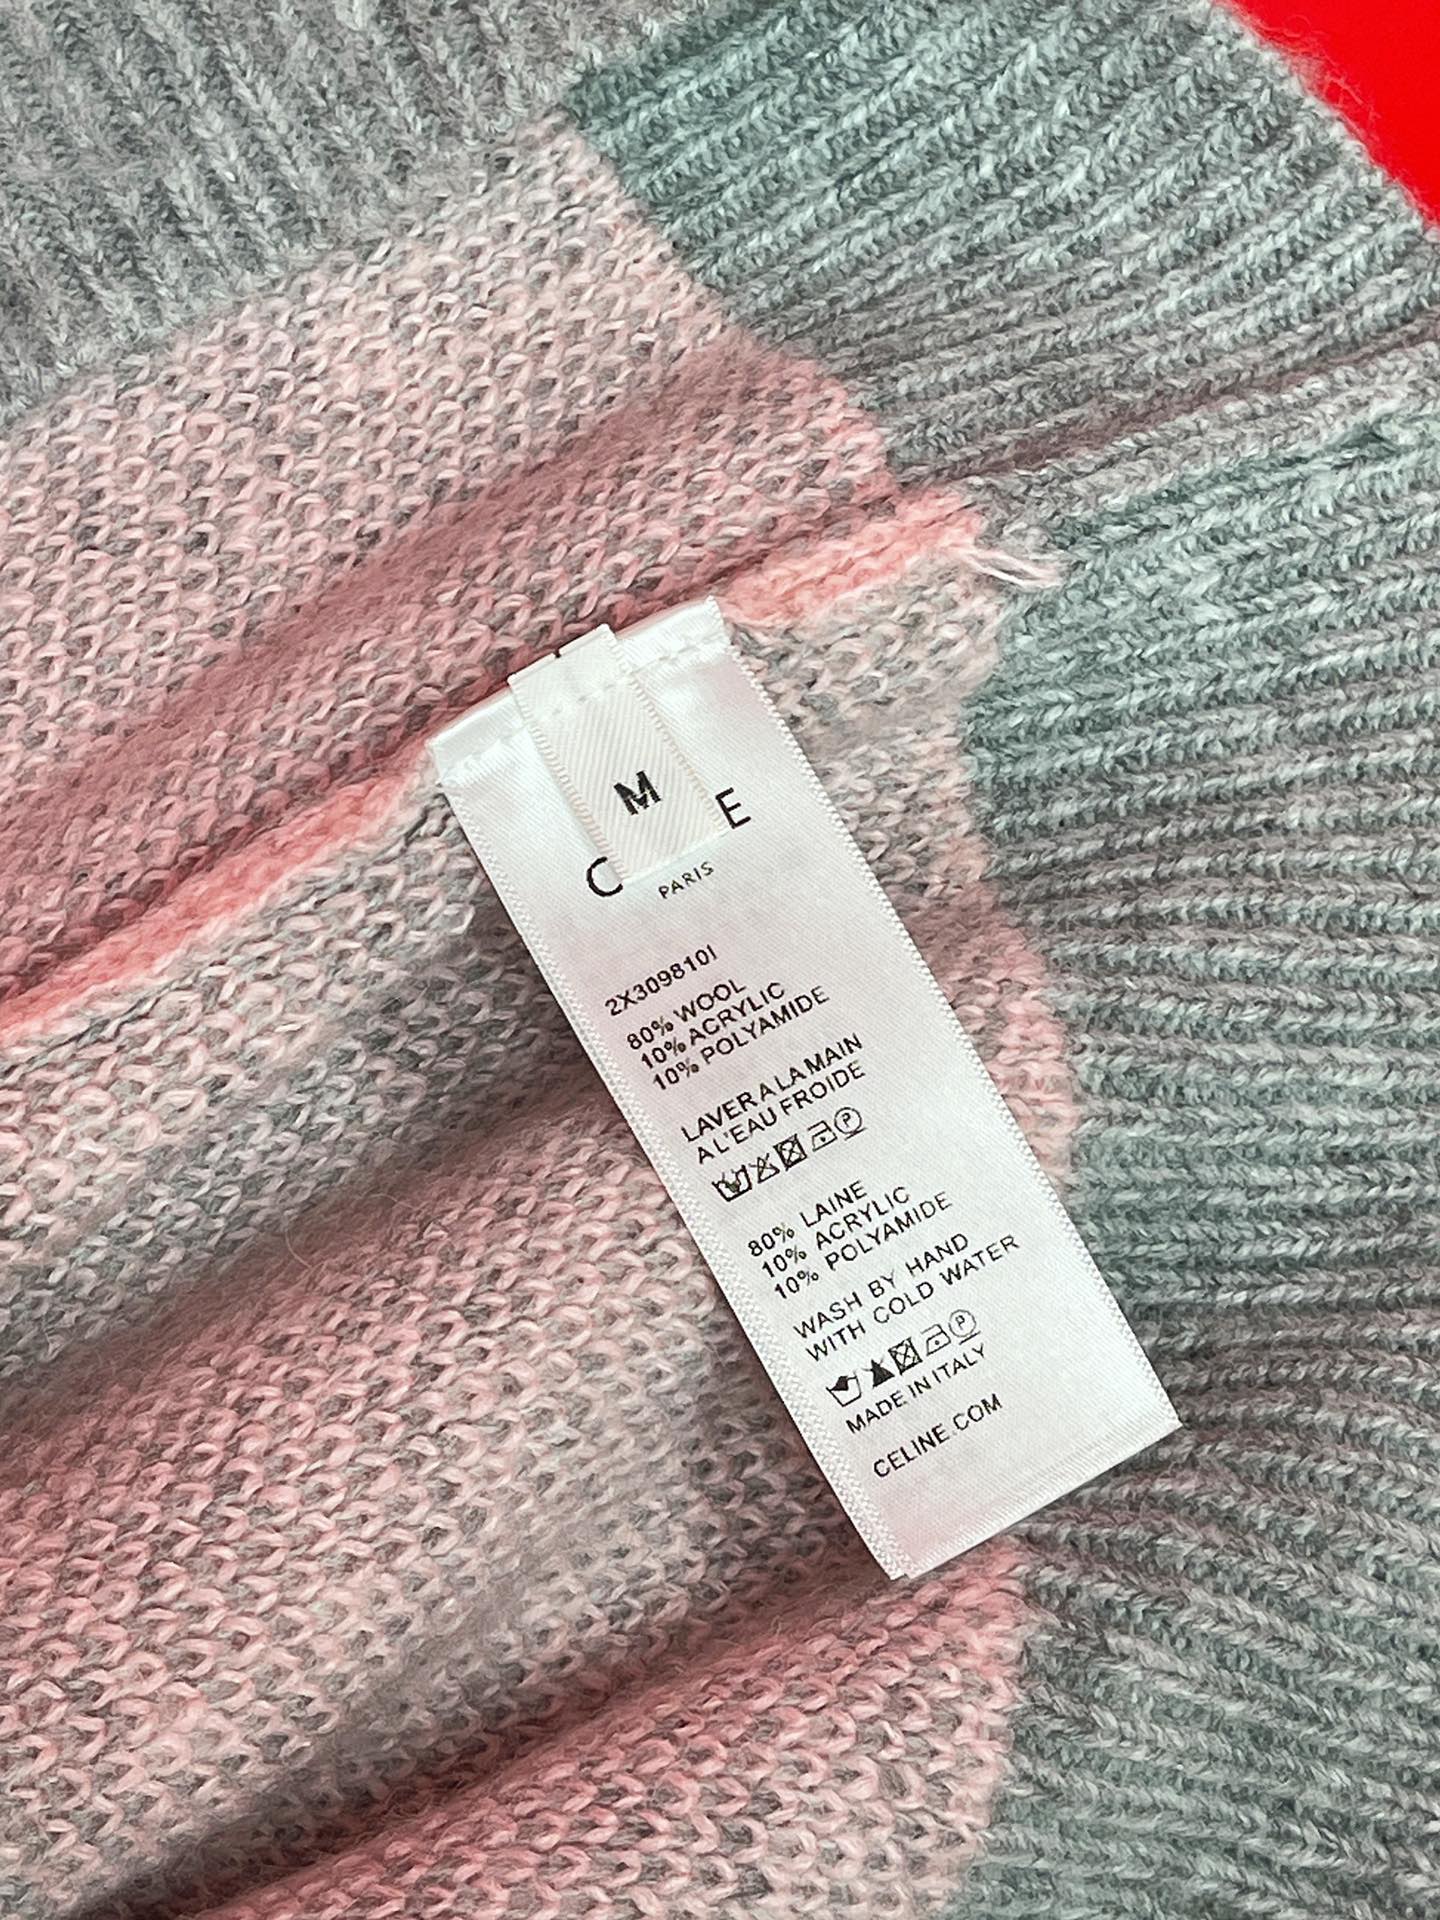 M
C E
PARIS
2X309810I
80% WOOL
10% ACRYLIC
10% POLYAMIDE
LAVER A LA MAIN
A L'EAU FROIDE
P
80% LAINE
10% ACRYLIC
10% POLYAMIDE
WASH BY HAND
WITH COLD WATER
P
MADE IN ITALY
CELINE.COM